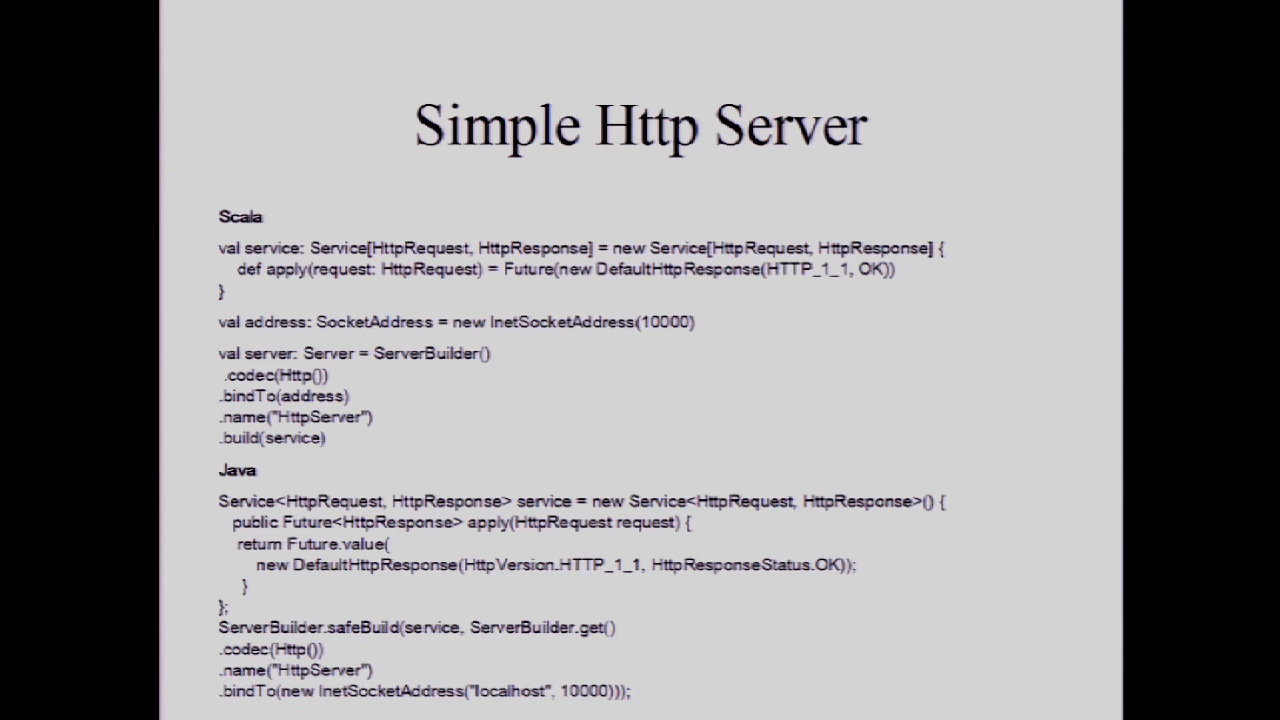 Simple Http Server
Scala
val service: Service[HttpRequest, HttpResponse] = new Service[HttpRequest, HttpResponse] {
def apply(request: HttpRequest) = Future(new DefaultHttpResponse(HTTP_1_1, OK))
}
val address: SocketAddress = new InetSocketAddress(10000)
val server: Server = ServerBuilder()
.codec(Http())
.bindTo(address)
.name("HttpServer")
.build(service)
Java
Service<HttpRequest, HttpResponse> service = new Service<HttpRequest, HttpResponse>() {
public Future<HttpResponse> apply(HttpRequest request) {
return Future.value(
new DefaultHttpResponse(HttpVersion.HTTP_1_1, HttpResponseStatus.OK));
}
};
ServerBuilder.safeBuild(service, ServerBuilder.get()
.codec(Http())
.name("HttpServer")
.bindTo(new InetSocketAddress("localhost", 10000)));